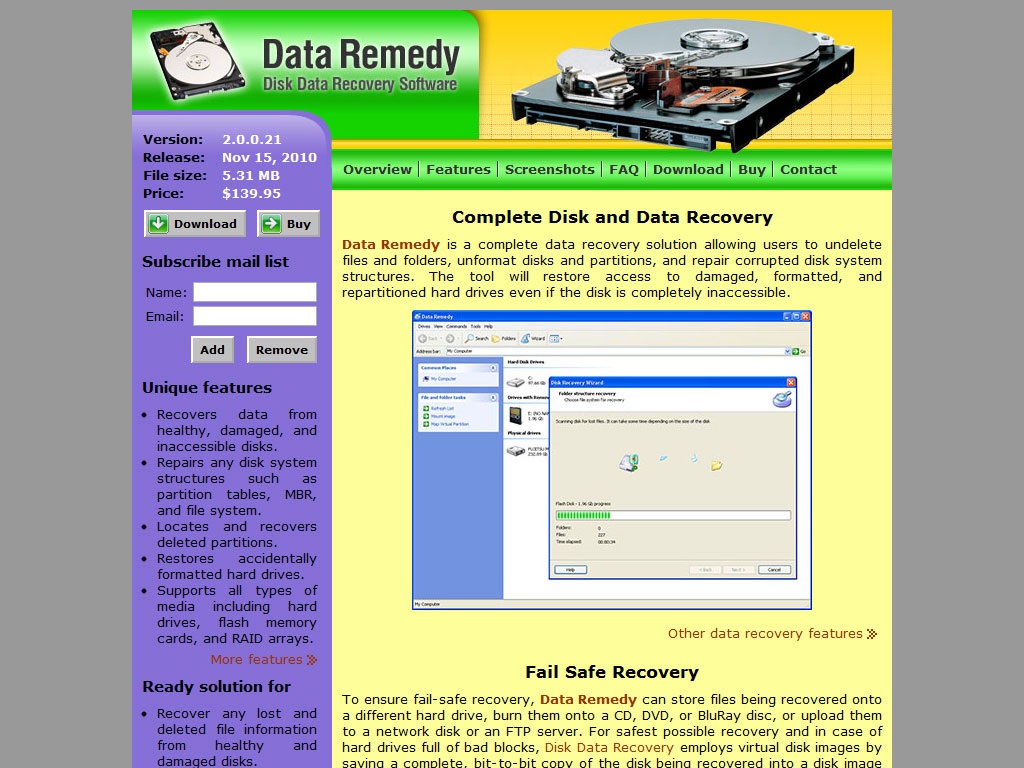 Data Remedy
Disk Data Recovery Software
Version: 2.0.0.21
Release: Nov 15, 2010
File size: 5.31 MB
Price: $139.95
Download
Buy
Subscribe mail list
Name:
Email:
Add
Remove
Unique features
Recovers data from
healthy, damaged, and
inaccessible disks.
Repairs any disk system
structures such as
partition tables, MBR,
and file system.
Locates and recovers
deleted partitions.
Restores accidentally
formatted hard drives.
Supports all types of
media including hard
drives, flash memory
cards, and RAID arrays.
More features
Ready solution for
Recover any lost and
deleted file information
from healthy and
damaged disks.
Overview
Features
Screenshots
FAQ
Download
Buy
Contact
Complete Disk and Data Recovery
Data Remedy is a complete data recovery solution allowing users to undelete
files and folders, unformat disks and partitions, and repair corrupted disk system
structures. The tool will restore access to damaged, formatted, and
repartitioned hard drives even if the disk is completely inaccessible.
Data Remedy
Drives View Commands Tools Help
Back
Search
Folders
Wizard
Address bar: My Computer
Go
Common Places
My Computer
File and Folder tasks
Refresh List
Mount image
Map Virtual Partition
Hard Disk Drives
C:
97.66 GB
Drives with Remov
E: (NO NA
1.96 GB
Physical drives
FUJITSU M
232.89 GB
Disk Recovery Wizard
Folder structure recovery
Choose file system for recovery
Scanning disk for lost files. It can take some time depending on the size of the disk
Flash Disk - 1.96 Gb progress
Folders: 0
Files: 227
Time elapsed: 00:00:34
Help
< Back
Next >
Cancel
My Computer
Other data recovery features
Fail Safe Recovery
To ensure fail-safe recovery, Data Remedy can store files being recovered onto
a different hard drive, burn them onto a CD, DVD, or BluRay disc, or upload them
to a network disk or an FTP server. For safest possible recovery and in case of
hard drives full of bad blocks, Disk Data Recovery employs virtual disk images by
saving a complete, bit-to-bit copy of the disk being recovered into a disk image